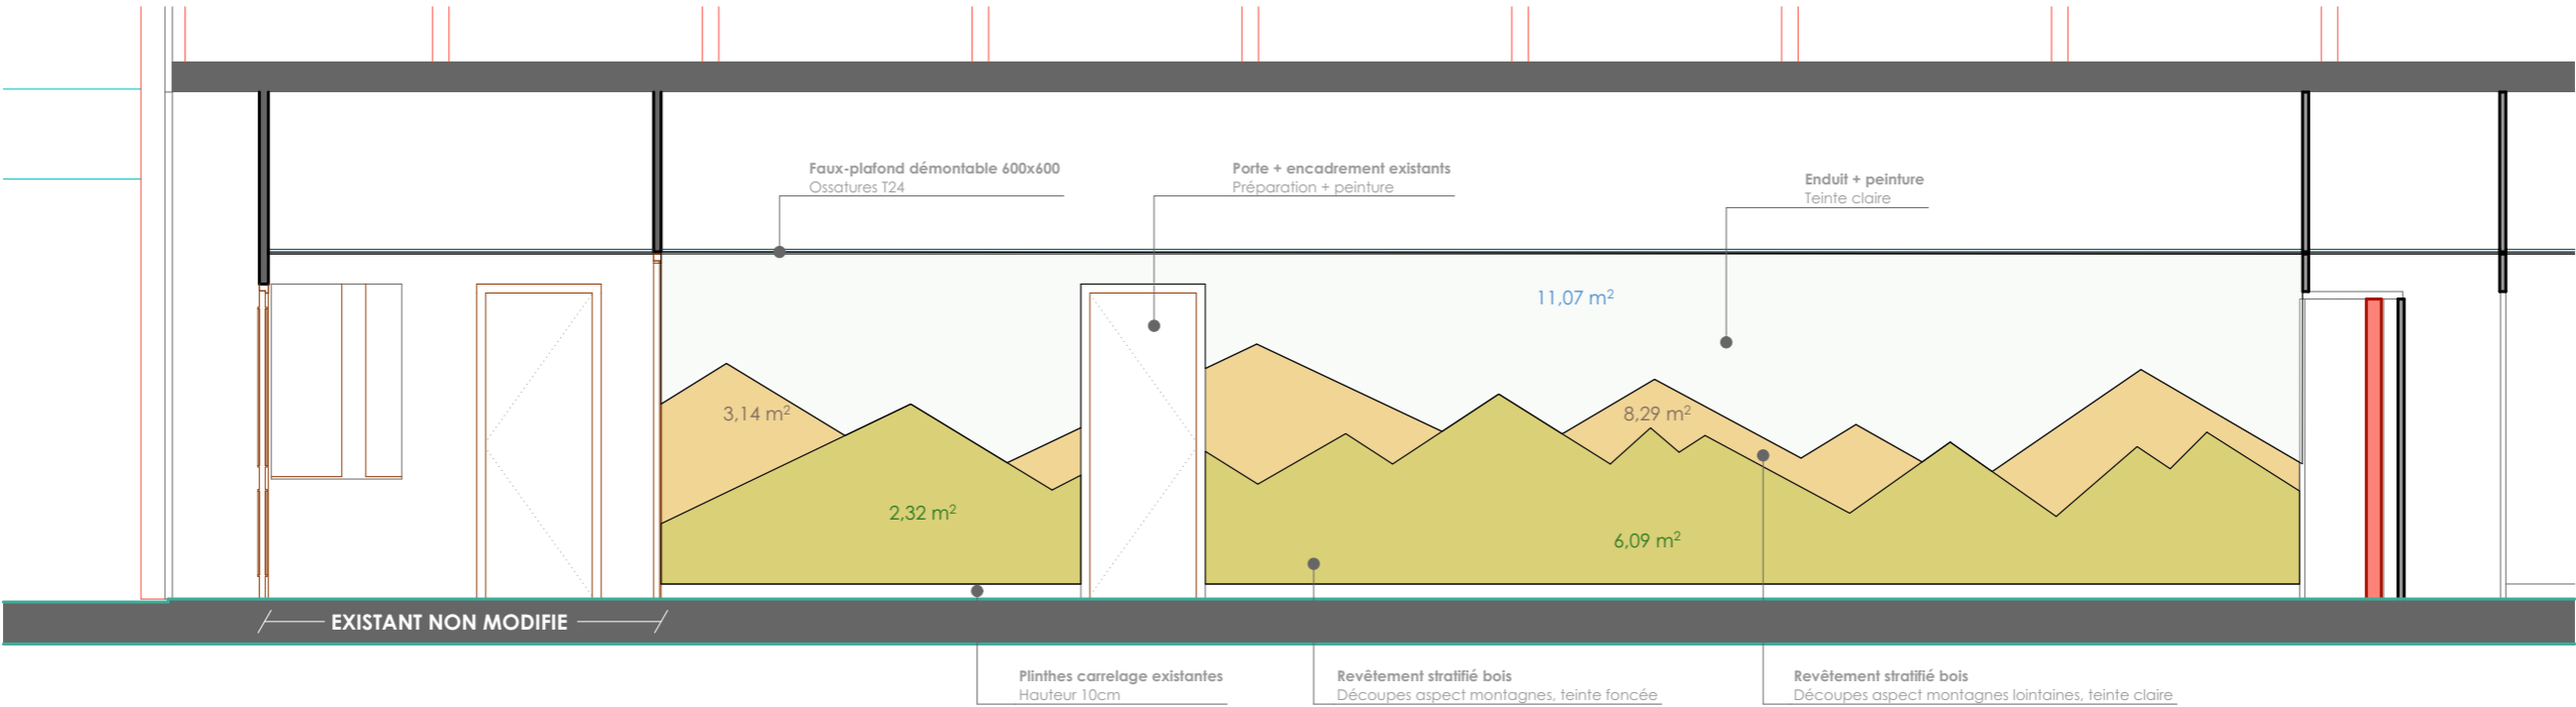 Faux-plafond démontable 600x600
Ossatures T24
Porte + encadrement existants
Préparation + peinture
Enduit + peinture
Teinte claire
11,07 m²
3,14 m²
8,29 m²
2,32 m²
6,09 m²
EXISTANT NON MODIFIE
Plinthes carrelage existantes
Hauteur 10cm
Revêtement stratifié bois
Découpes aspect montagnes, teinte foncée
Revêtement stratifié bois
Découpes aspect montagnes lointaines, teinte claire